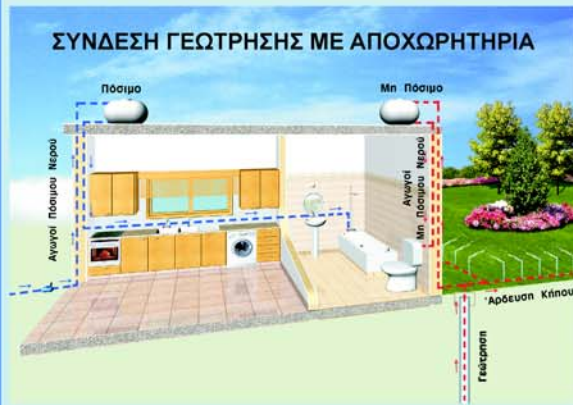 ΣΥΝΔΕΣΗ ΓΕΩΤΡΗΣΗΣ ΜΕ ΑΠΟΧΩΡΗΤΗΡΙΑ
Πόσιμο
Μη Πόσιμο
Αγωγοί Πόσιμου Νερού
Αγωγοί
Μη Πόσιμου Νερού
Άρδευση Κήπου
Γεώτρηση